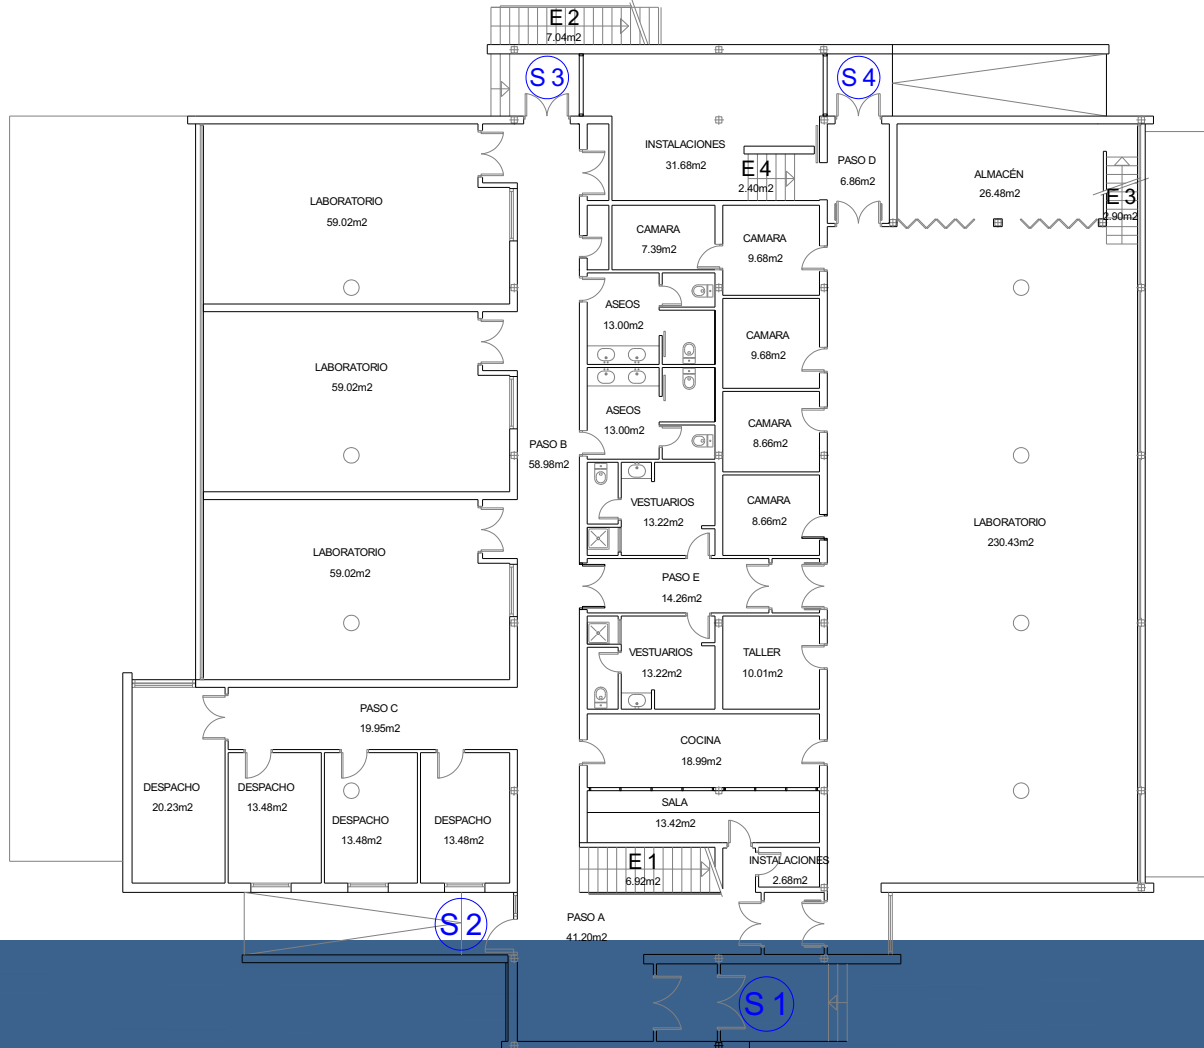 E 2
7.04m2
S 3
S 4
INSTALACIONES
31.68m2
E 4
2.40m2
PASO D
6.86m2
ALMACÉN
26.48m2
E 3
2.90m2
LABORATORIO
59.02m2
CAMARA
7.39m2
CAMARA
9.68m2
ASEOS
13.00m2
CAMARA
9.68m2
LABORATORIO
59.02m2
ASEOS
13.00m2
CAMARA
8.66m2
PASO B
58.98m2
VESTUARIOS
13.22m2
CAMARA
8.66m2
LABORATORIO
230.43m2
LABORATORIO
59.02m2
PASO E
14.26m2
VESTUARIOS
13.22m2
TALLER
10.01m2
PASO C
19.95m2
COCINA
18.99m2
DESPACHO
20.23m2
DESPACHO
13.48m2
DESPACHO
13.48m2
DESPACHO
13.48m2
SALA
13.42m2
E 1
6.92m2
INSTALACIONES
2.68m2
S 2
PASO A
41.20m2
S 1